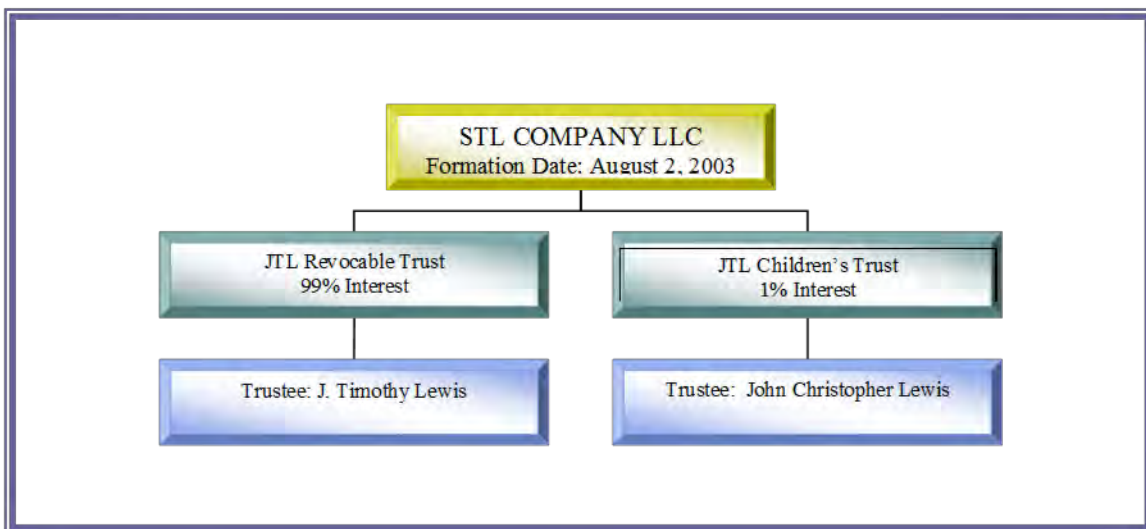 STL COMPANY LLC
Formation Date: August 2, 2003
JTL Revocable Trust
99% Interest
JTL Children’s Trust
1% Interest
Trustee: J. Timothy Lewis
Trustee:  John Christopher Lewis